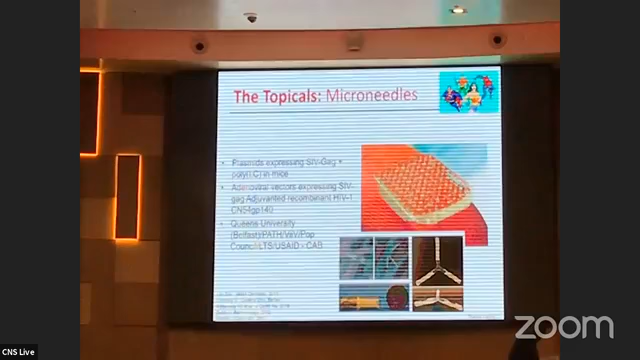 The Topicals: Microneedles
• Plasmids expressing SIV-Gag +
poly(I:C) in mice
• Adenoviral vectors expressing SIV-
gag Adjuvanted recombinant HIV-1
CN54gp140
• Queens University
(Belfast)/PATH/ViiV/Pop
Council/LTS/USAID - CAB
zoom
CNS Live